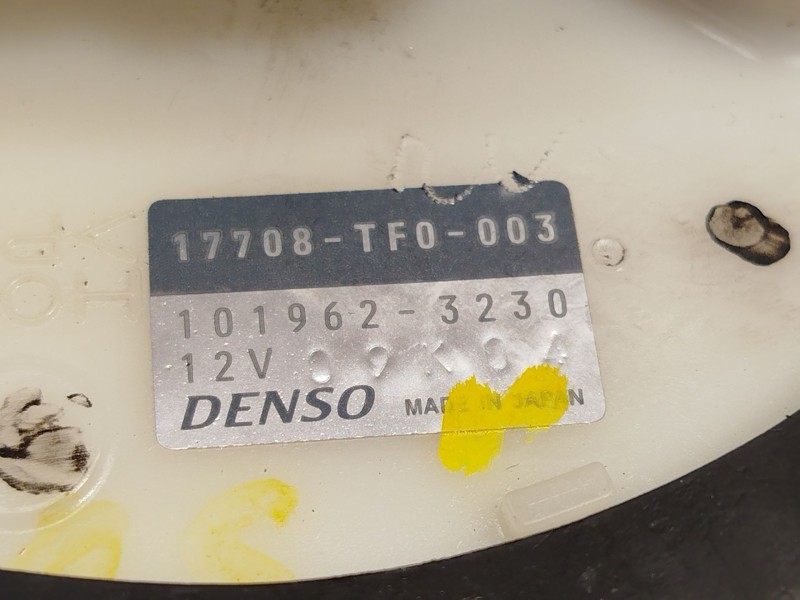 17708-TF0-003
101962-3230
12V
DENSO MADE IN JAPAN